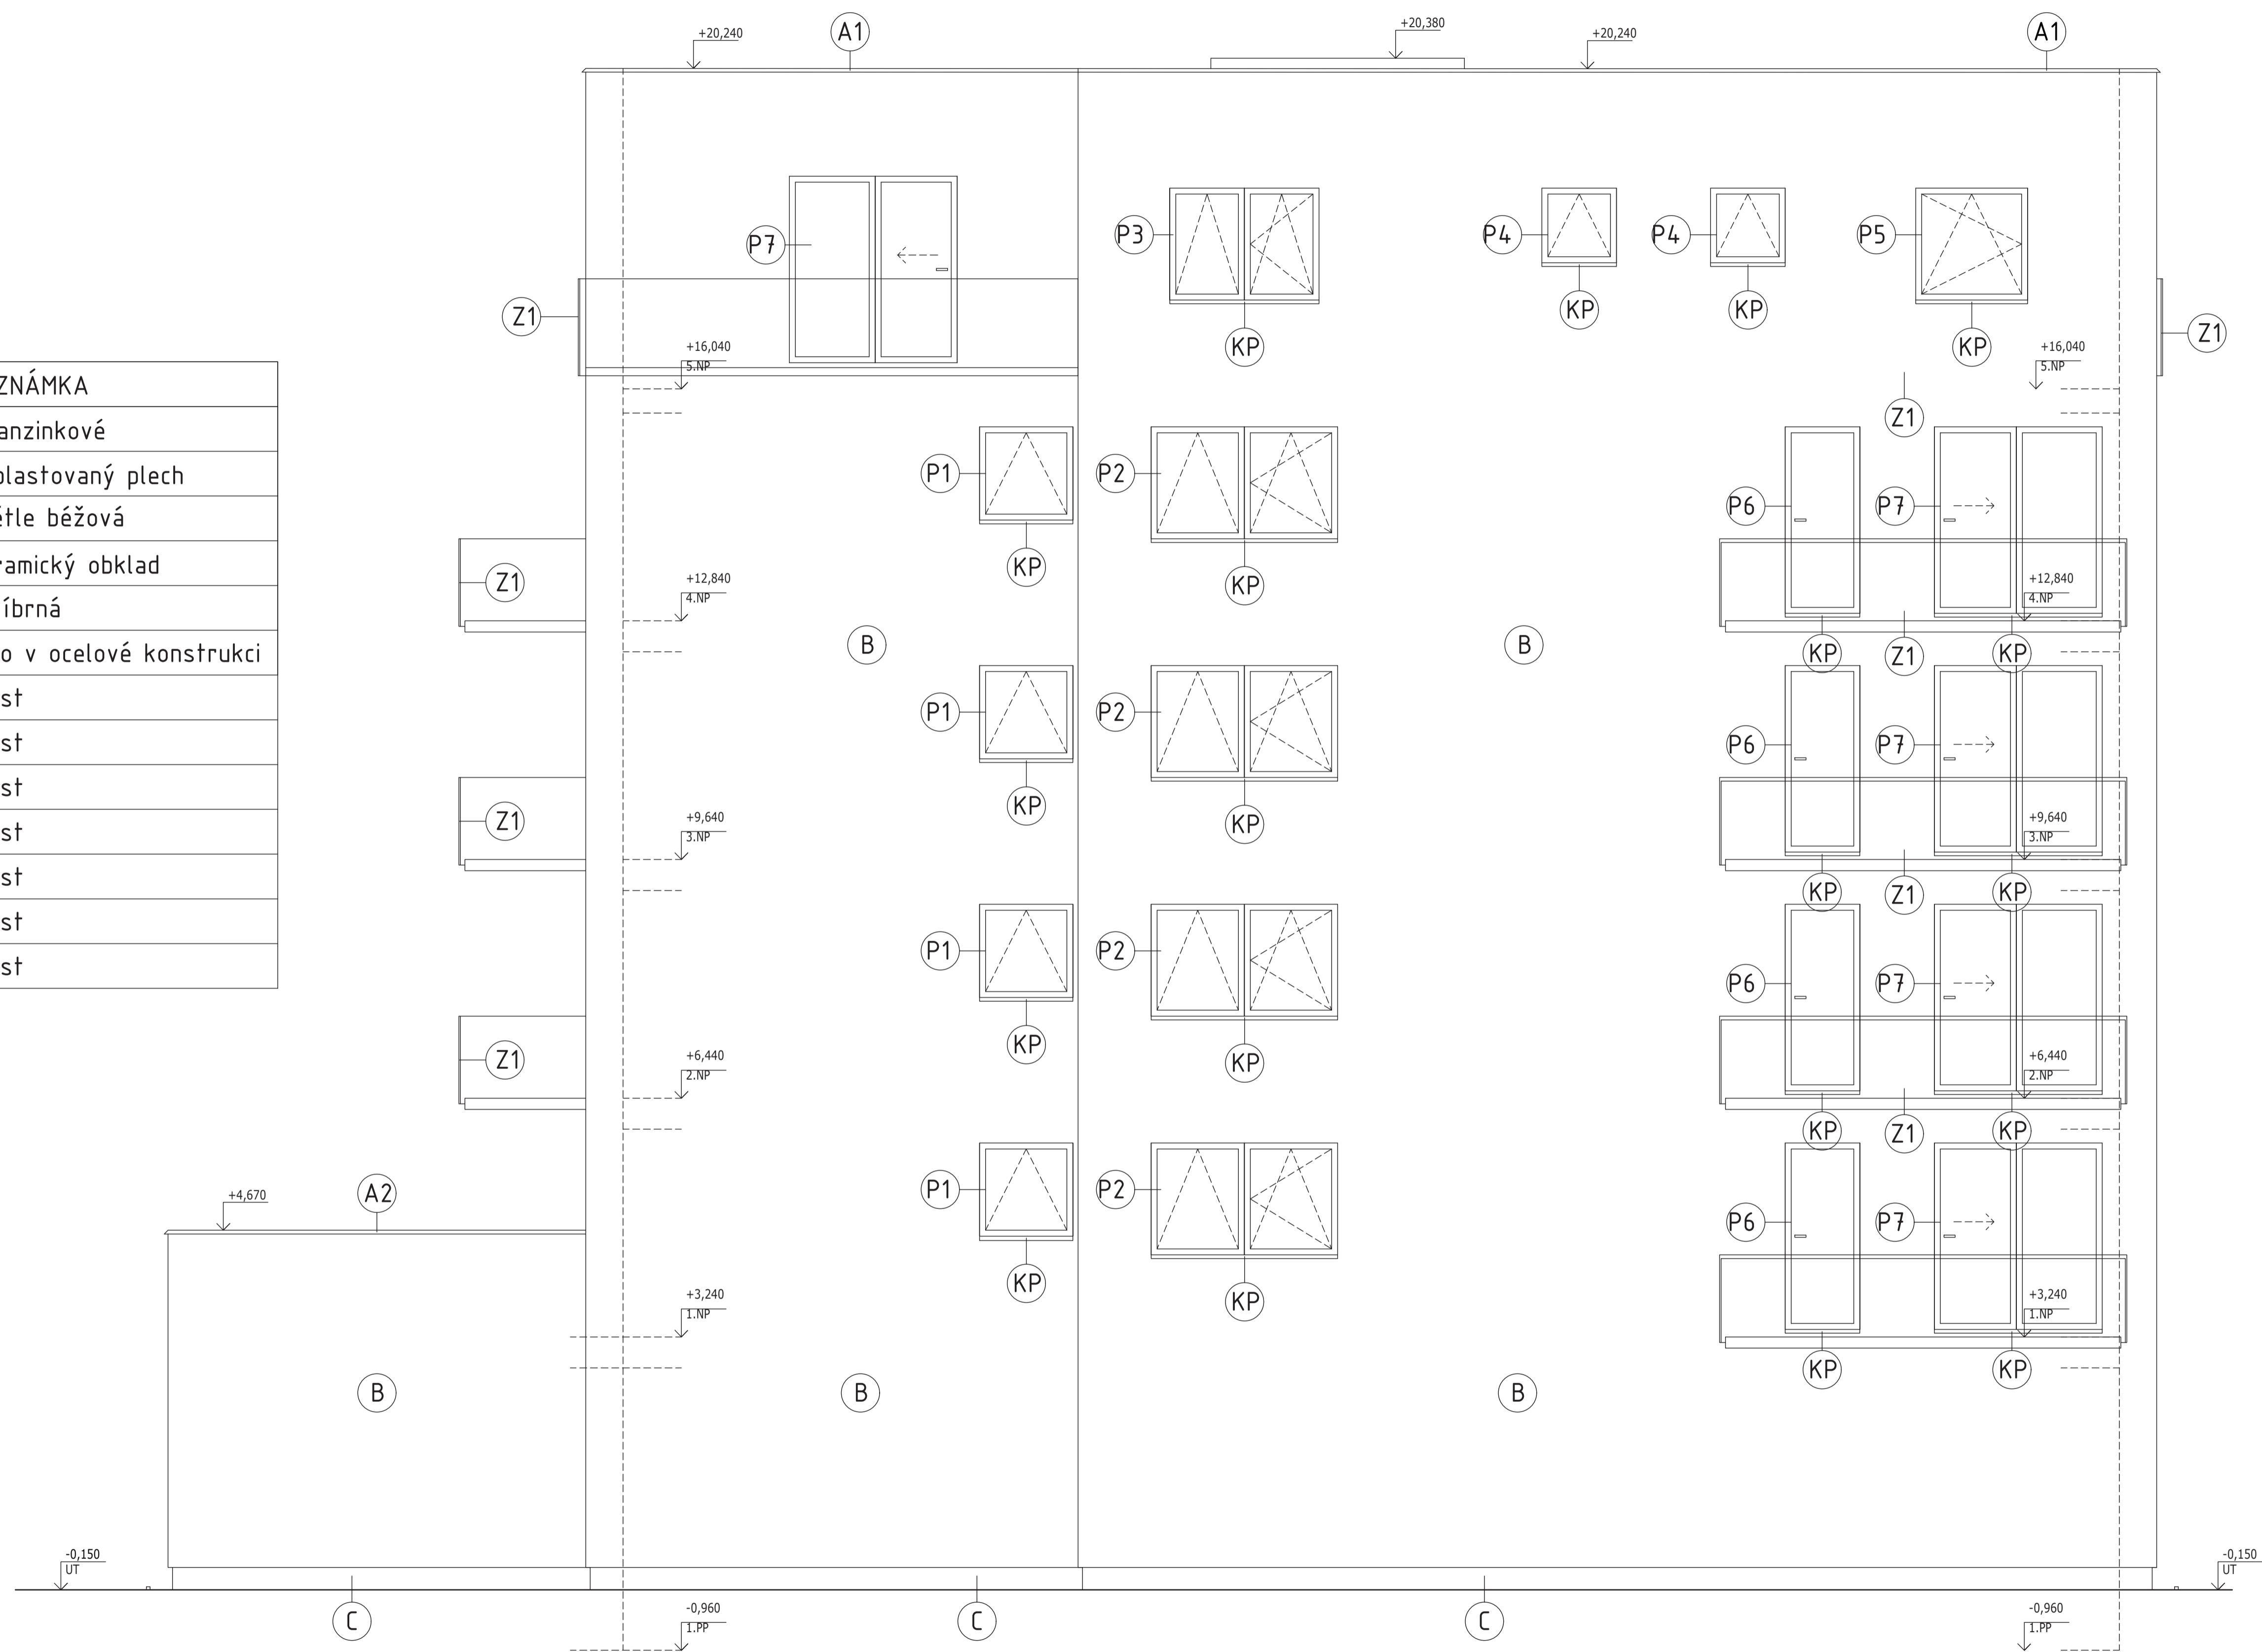 +20,240
A1
+20,380
+20,240
A1
P7
P3
P4
P4
P5
Z1
KP
KP
KP
KP
Z1
+16,040
5.NP
+16,040
5.NP
ZNÁMKA
anzinkové
plastovaný plech
ětle béžová
ramický obklad
íbrná
o v ocelové konstrukci
st
st
st
st
st
st
st
Z1
P1
P2
P6
P7
KP
KP
Z1
+12,840
4.NP
+12,840
4.NP
B
B
KP
Z1
KP
P1
P2
P6
P7
KP
KP
Z1
+9,640
3.NP
+9,640
3.NP
KP
Z1
KP
P1
P2
P6
P7
KP
KP
Z1
+6,440
2.NP
+6,440
2.NP
KP
Z1
KP
+4,670
A2
P1
P2
P6
P7
KP
KP
+3,240
1.NP
+3,240
1.NP
KP
KP
B
B
B
-0,150
UT
-0,150
UT
C
-0,960
1.PP
C
C
-0,960
1.PP